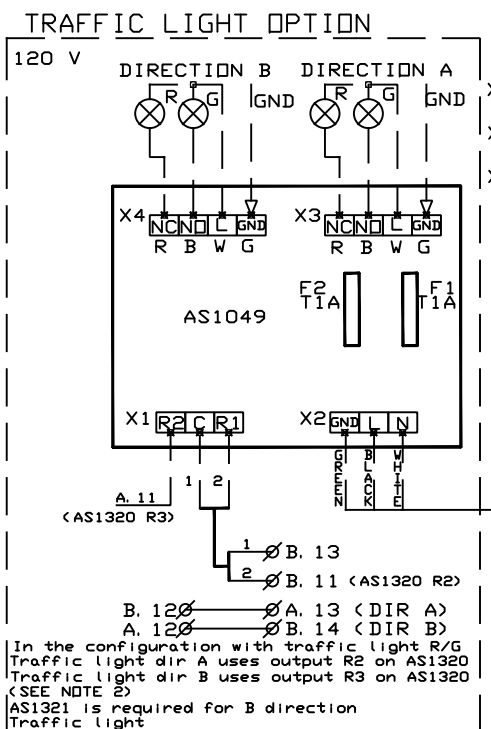 TRAFFIC LIGHT OPTION
120 V
DIRECTION B DIRECTION A
R G GND R G GND
X4 NC NO L GND X3 NC NO L GND
R B W G R B W G
F2 T1A F1 T1A
AS1049
X1 R2 C R1 X2 GND L N
GREEN BLACK WHITE
1 2
A. 11
(AS1320 R3)
1 B. 13
2 B. 11 (AS1320 R2)
B. 12 A. 13 (DIR A)
A. 12 B. 14 (DIR B)
In the configuration with traffic light R/G
Traffic light dir A uses output R2 on AS1320
Traffic light dir B uses output R3 on AS1320
(SEE NOTE 2)
AS1321 is required for B direction
Traffic light